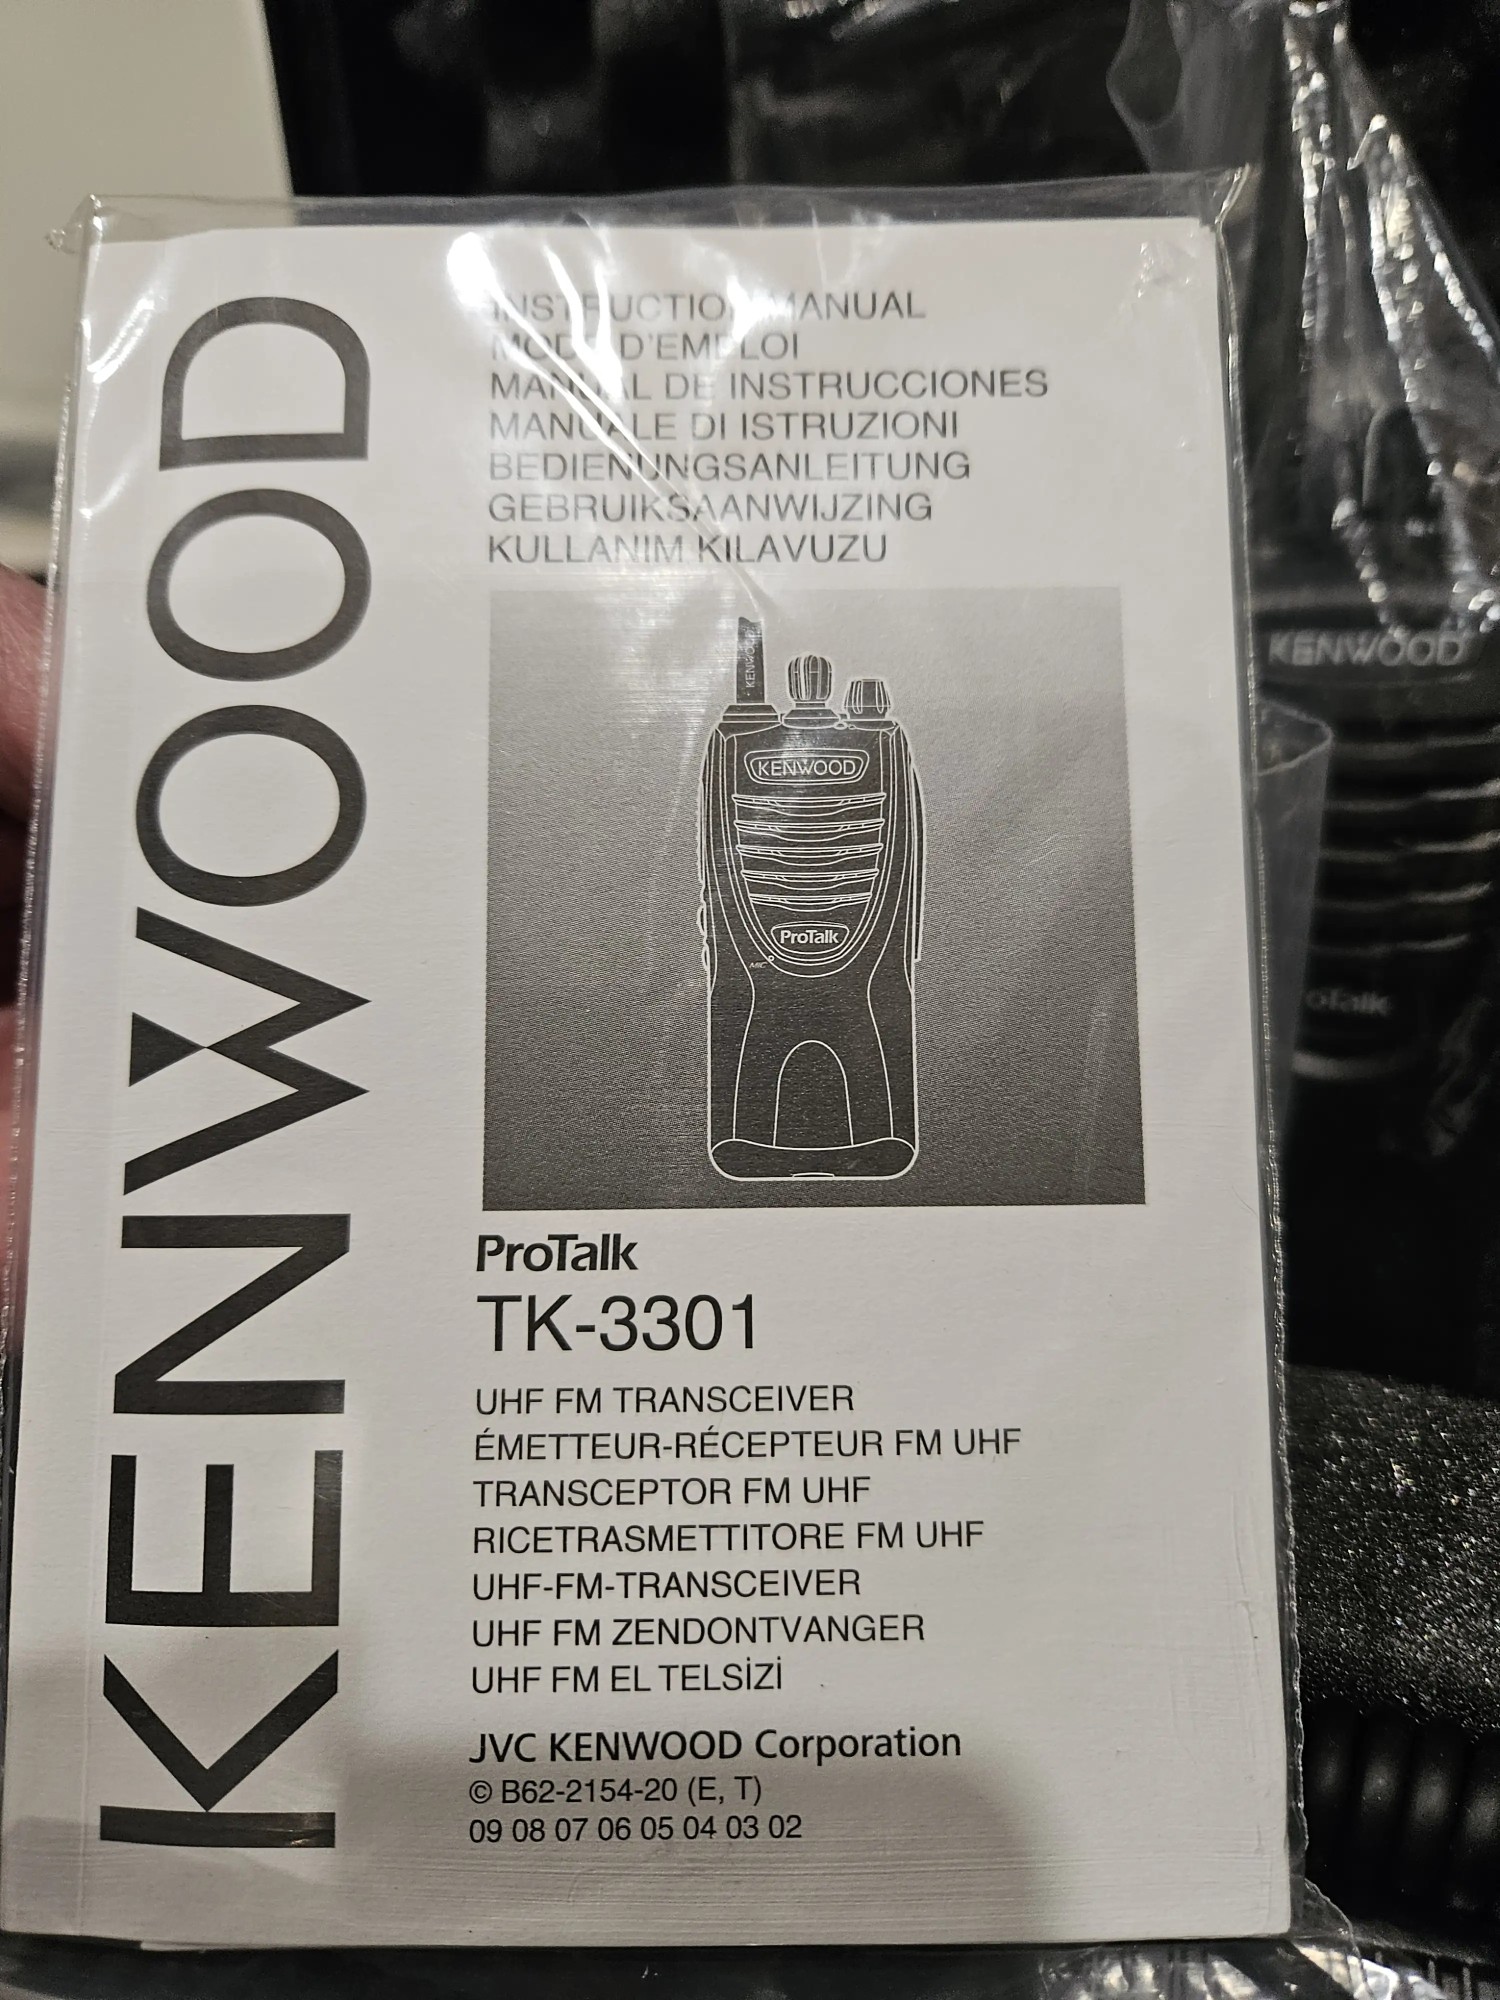 KENWOOD
INSTRUCTION MANUAL
MODE D'EMPLOI
MANUAL DE INSTRUCCIONES
MANUALE DI ISTRUZIONI
BEDIENUNGSANLEITUNG
GEBRUIKSAANWIJZING
KULLANIM KILAVUZU
KENWOOD
KENWOOD
ProTalk
MIC
ProTalk
TK-3301
UHF FM TRANSCEIVER
ÉMETTEUR-RÉCEPTEUR FM UHF
TRANSCEPTOR FM UHF
RICETRASMETTITORE FM UHF
UHF-FM-TRANSCEIVER
UHF FM ZENDONTVANGER
UHF FM EL TELSİZİ
JVC KENWOOD Corporation
© B62-2154-20 (E, T)
09 08 07 06 05 04 03 02
KENWOOD
oTalk